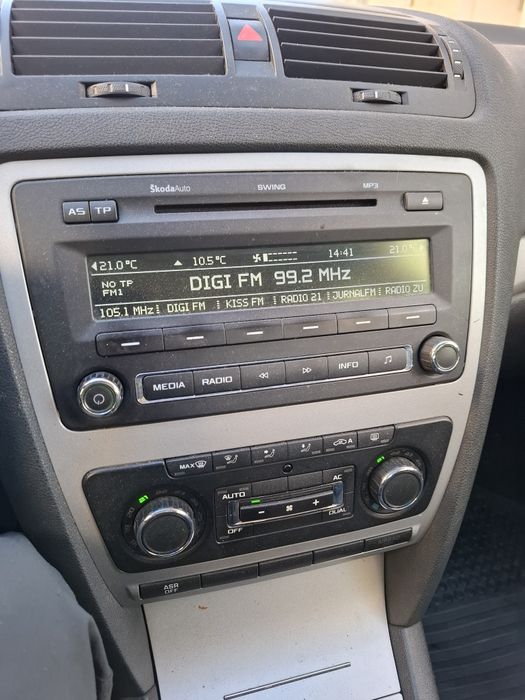 ŠkodaAuto SWING MP3
AS TP
21.0°C 10.5°C 14:41 21.0°C
NO TP
FM1
DIGI FM 99.2 MHz
105.1 MHz DIGI FM KISS FM RADIO 21 JURNALFM RADIO ZU
MEDIA RADIO INFO
MAX
A
AUTO AC
OFF DUAL
ASR
OFF